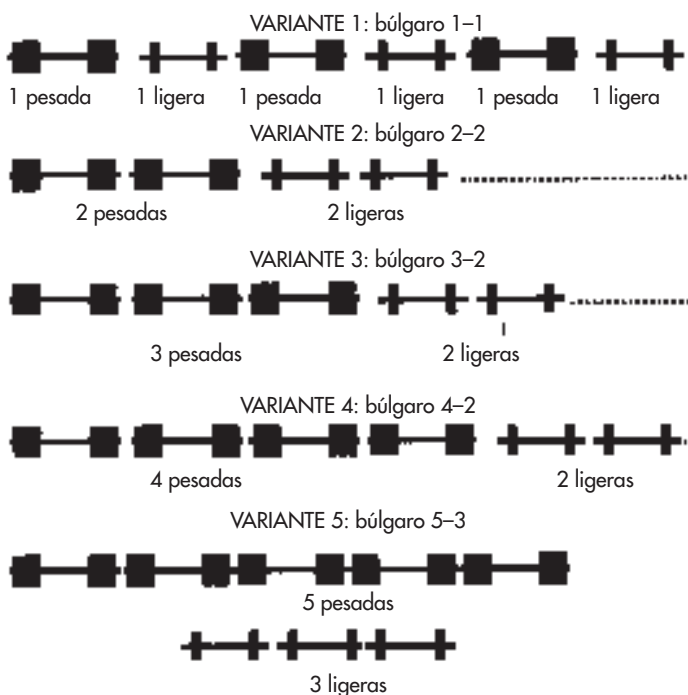 VARIANTE 1: búlgaro 1–1
1 pesada 1 ligera 1 pesada 1 ligera 1 pesada 1 ligera
VARIANTE 2: búlgaro 2–2
2 pesadas 2 ligeras
VARIANTE 3: búlgaro 3–2
3 pesadas 2 ligeras
VARIANTE 4: búlgaro 4–2
4 pesadas 2 ligeras
VARIANTE 5: búlgaro 5–3
5 pesadas
3 ligeras